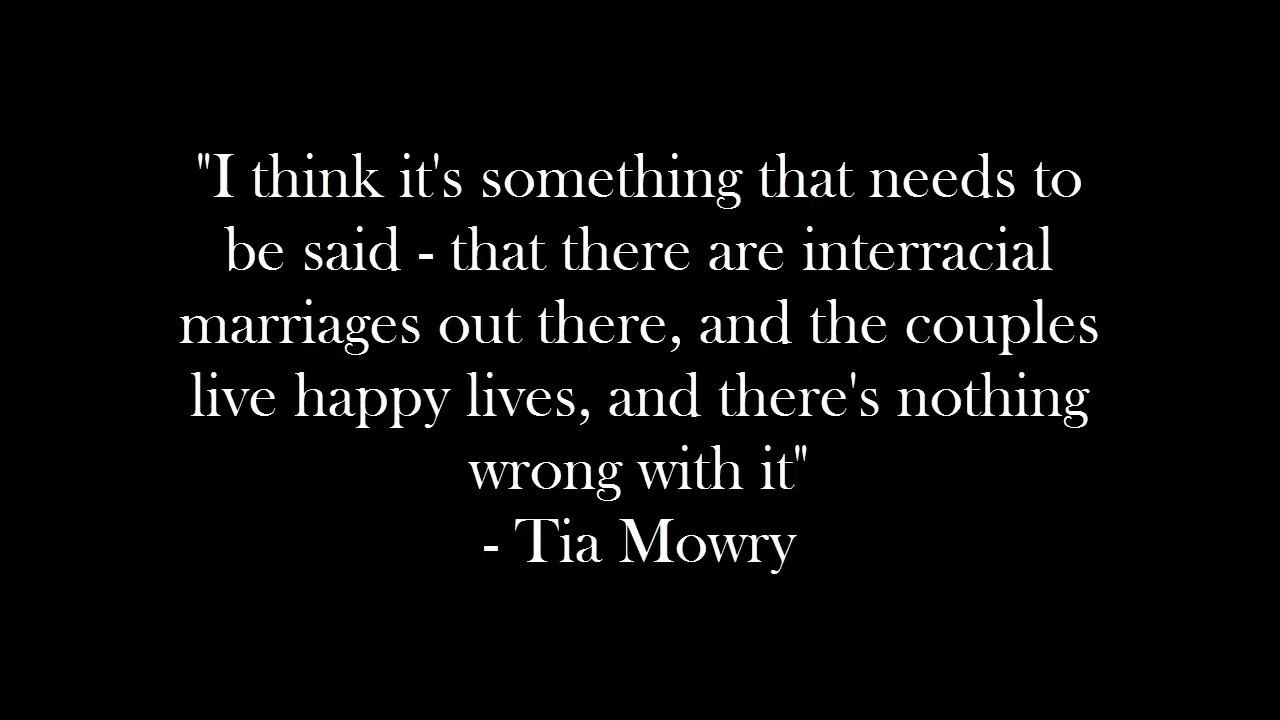 "I think it's something that needs to
be said - that there are interracial
marriages out there, and the couples
live happy lives, and there's nothing
wrong with it"
- Tia Mowry